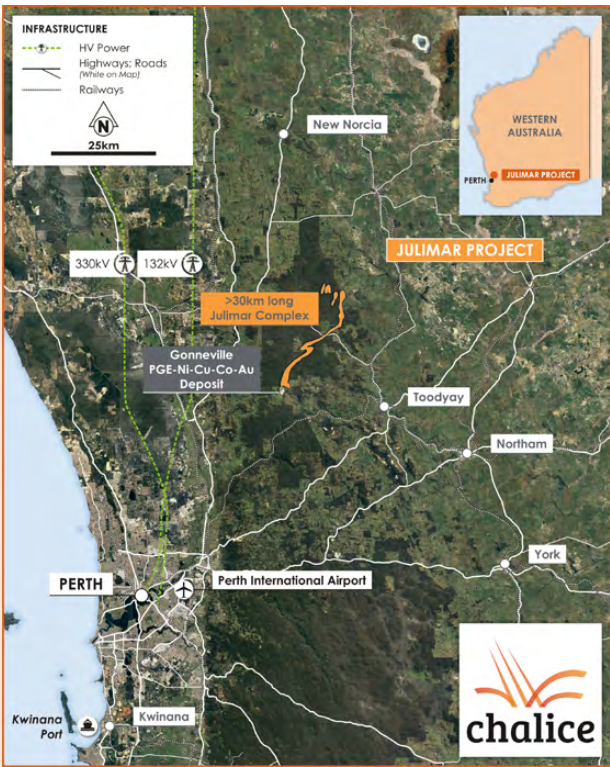 INFRASTRUCTURE
HV Power
Highways; Roads
(White on Map)
Railways
N
25km
WESTERN
AUSTRALIA
PERTH
JULIMAR PROJECT
New Norcia
330kV
132kV
JULIMAR PROJECT
>30km long
Julimar Complex
Gonneville
PGE-Ni-Cu-Co-Au
Deposit
Toodyay
Northam
York
PERTH
Perth International Airport
Kwinana
Port
Kwinana
chalice